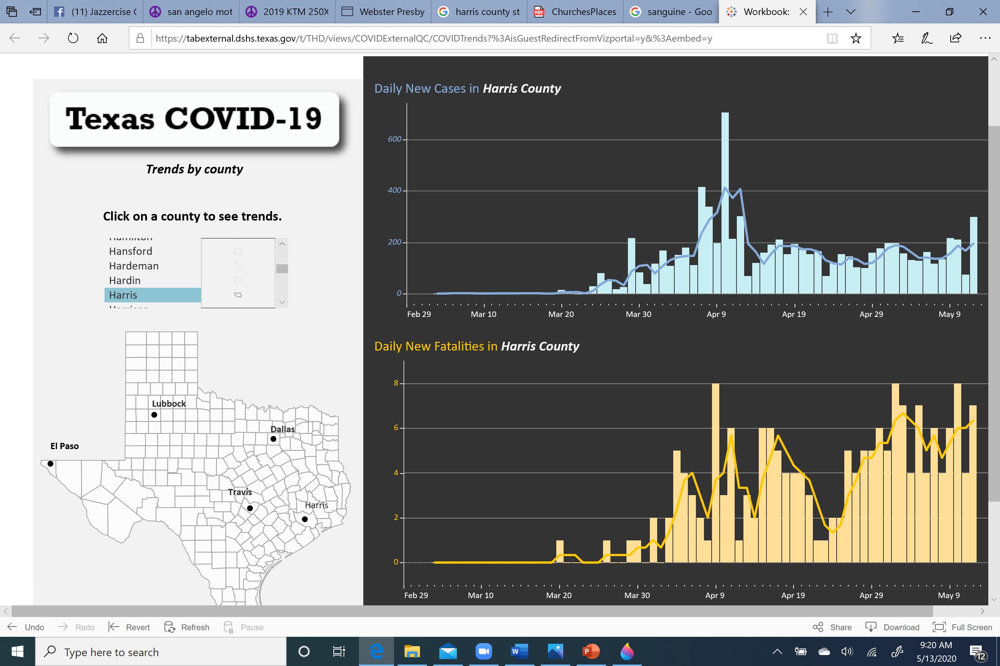 (11) Jazzercise
san angelo mot
2019 KTM 250X
Webster Presby
harris county st
PDF
ChurchesPlaces
sanguine - Goo
Workbook:
https://tabexternal.dshs.texas.gov/t/THD/views/COVIDExternalQC/COVIDTrends?%3AisGuestRedirectFromVizportal=y&%3Aembed=y
Texas COVID-19
Trends by county
Click on a county to see trends.
Hamilton
Hansford
Hardeman
Hardin
Harris
Harrison
Lubbock
Dallas
El Paso
Travis
Harris
Daily New Cases in Harris County
600
400
200
0
Feb 29 Mar 10 Mar 20 Mar 30 Apr 9 Apr 19 Apr 29 May 9
Daily New Fatalities in Harris County
8
6
4
2
0
Feb 29 Mar 10 Mar 20 Mar 30 Apr 9 Apr 19 Apr 29 May 9
Undo Redo Revert Refresh Pause Share Download Full Screen
Type here to search
W
P
9:20 AM
5/13/2020
12